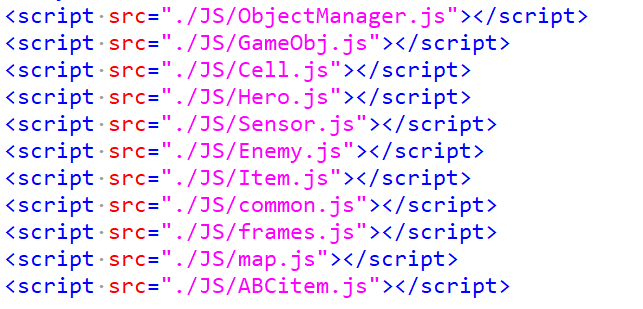 <script src="./JS/ObjectManager.js"></script>
<script src="./JS/GameObj.js"></script>
<script src="./JS/Cell.js"></script>
<script src="./JS/Hero.js"></script>
<script src="./JS/Sensor.js"></script>
<script src="./JS/Enemy.js"></script>
<script src="./JS/Item.js"></script>
<script src="./JS/common.js"></script>
<script src="./JS/frames.js"></script>
<script src="./JS/map.js"></script>
<script src="./JS/ABCitem.js"></script>